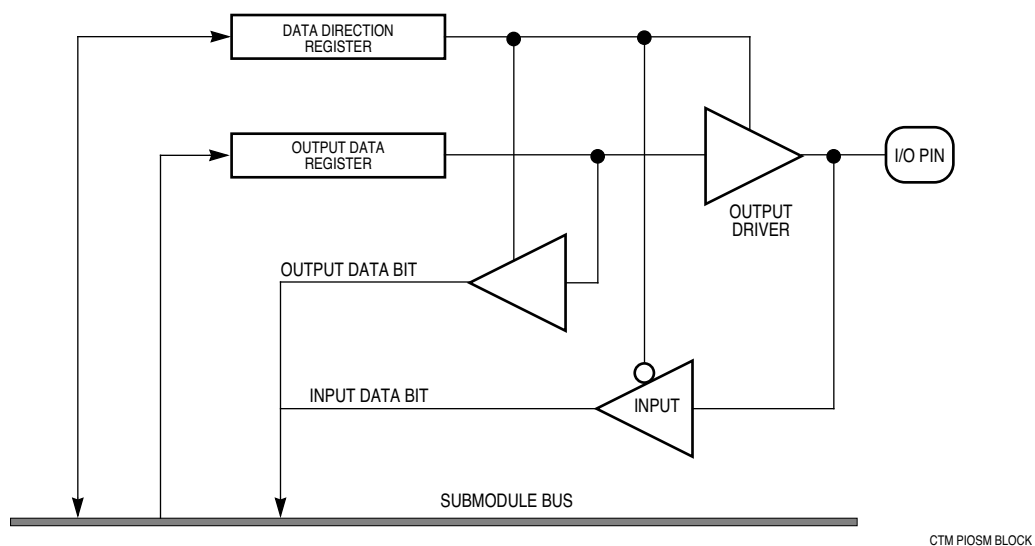 DATA DIRECTION
REGISTER
OUTPUT DATA
REGISTER
I/O PIN
OUTPUT
DRIVER
OUTPUT DATA BIT
INPUT DATA BIT
INPUT
SUBMODULE BUS
CTM PIOSM BLOCK